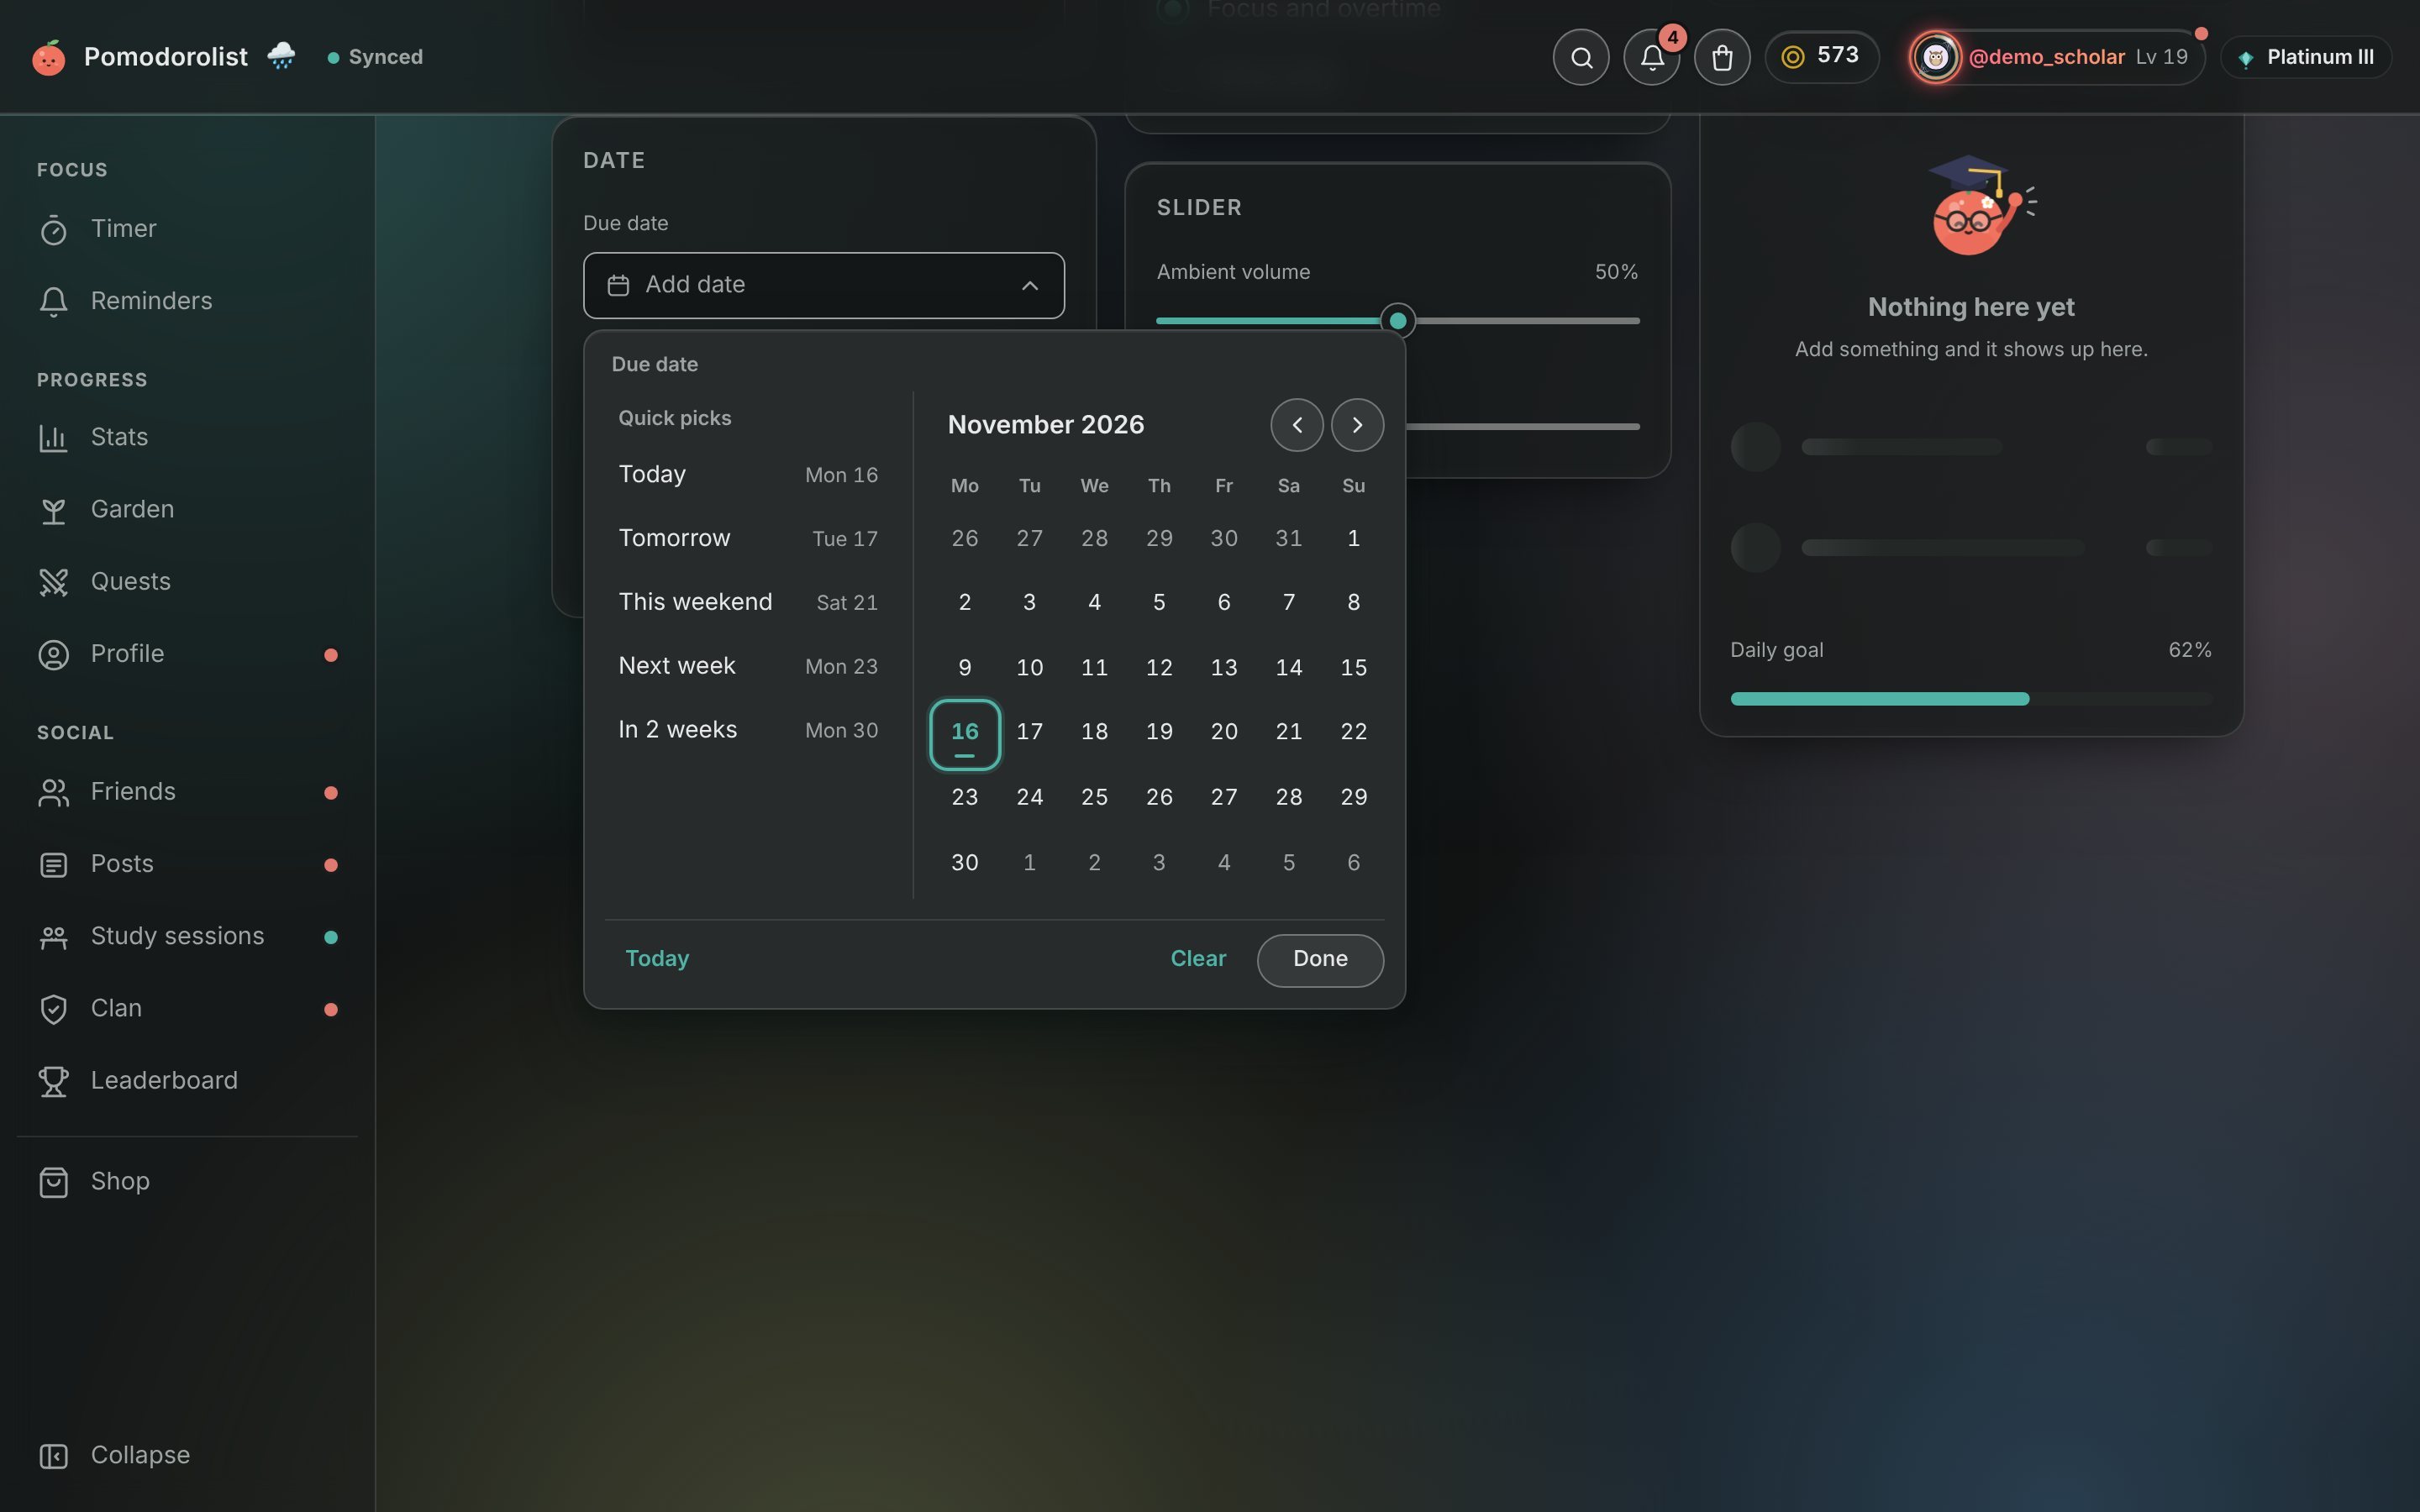 Focus and overtime
Pomodorolist
Synced
4
573
@demo_scholar Lv 19
Platinum III
FOCUS
Timer
Reminders
PROGRESS
Stats
Garden
Quests
Profile
SOCIAL
Friends
Posts
Study sessions
Clan
Leaderboard
Shop
Collapse
DATE
Due date
Add date
Due date
Quick picks
Today Mon 16
Tomorrow Tue 17
This weekend Sat 21
Next week Mon 23
In 2 weeks Mon 30
November 2026
Mo Tu We Th Fr Sa Su
26 27 28 29 30 31 1
2 3 4 5 6 7 8
9 10 11 12 13 14 15
16 17 18 19 20 21 22
23 24 25 26 27 28 29
30 1 2 3 4 5 6
Today Clear Done
SLIDER
Ambient volume 50%
Nothing here yet
Add something and it shows up here.
Daily goal 62%